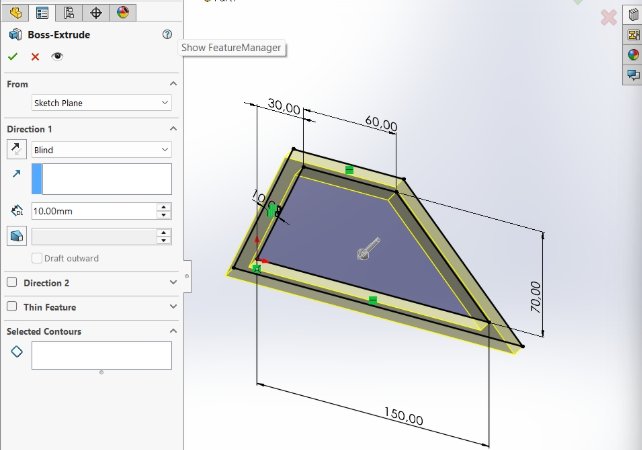 Boss-Extrude
Show FeatureManager
From
Sketch Plane
Direction 1
Blind
10.00mm
Draft outward
Direction 2
Thin Feature
Selected Contours
30,00
60,00
70,00
150,00